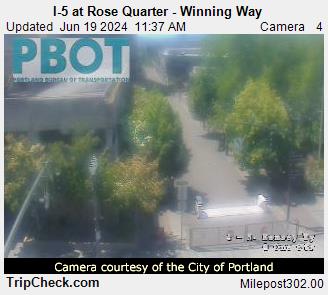 I-5 at Rose Quarter - Winning Way
Updated Jun 19 2024 11:37 AM Camera 4
PBOT
PORTLAND BUREAU OF TRANSPORTATION
Camera courtesy of the City of Portland
TripCheck.com Milepost302.00